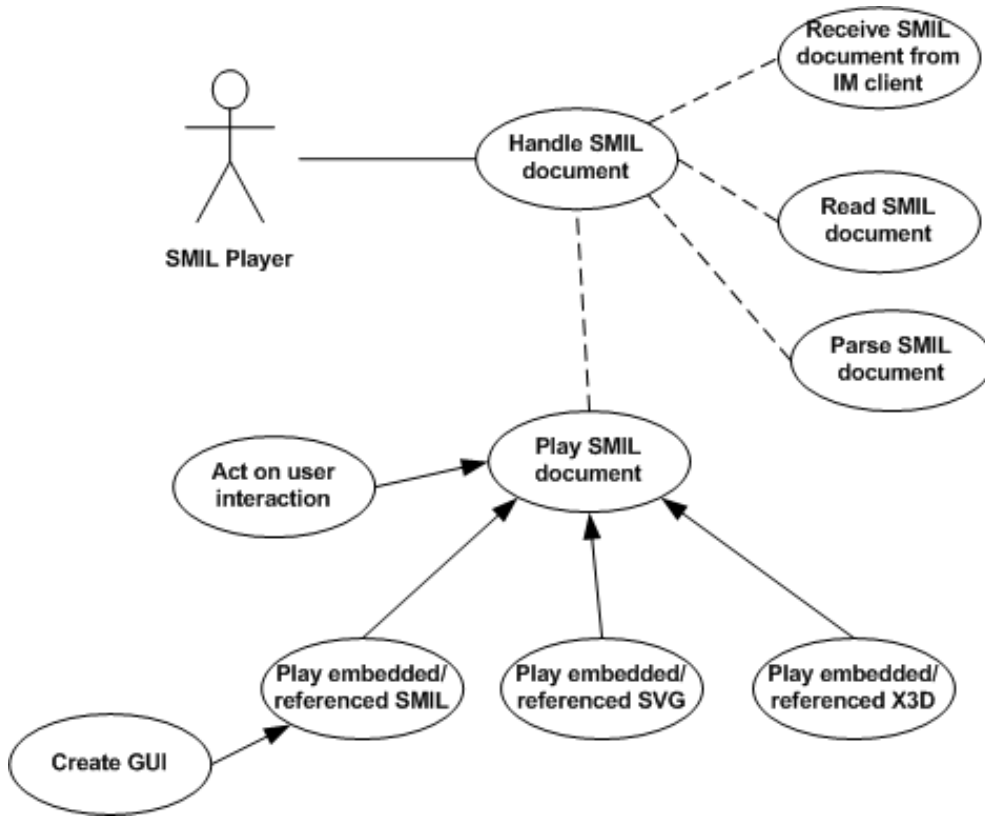 Receive SMIL
document from
IM client
Handle SMIL
document
Read SMIL
document
SMIL Player
Parse SMIL
document
Play SMIL
document
Act on user
interaction
Play embedded/
referenced SMIL
Play embedded/
referenced SVG
Play embedded/
referenced X3D
Create GUI